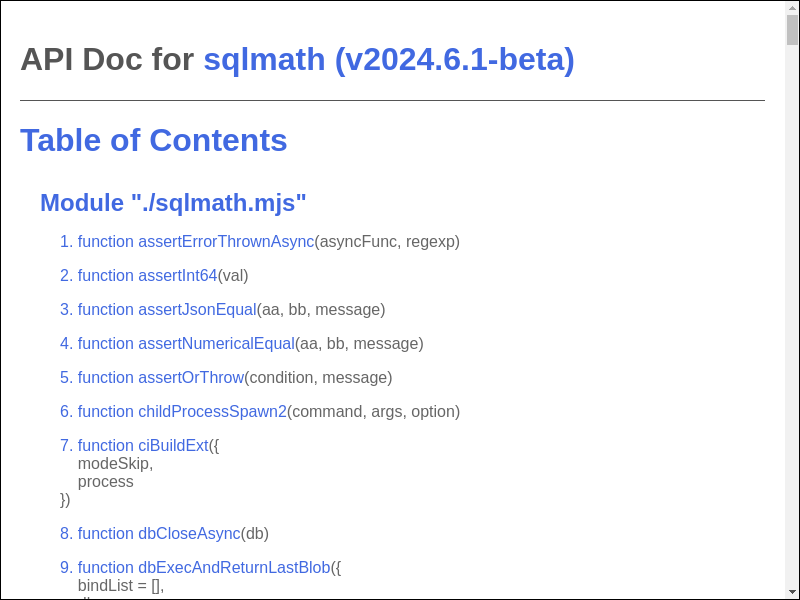 API Doc for sqlmath (v2024.6.1-beta)
Table of Contents
Module "./sqlmath.mjs"
1. function assertErrorThrownAsync(asyncFunc, regexp)
2. function assertInt64(val)
3. function assertJsonEqual(aa, bb, message)
4. function assertNumericalEqual(aa, bb, message)
5. function assertOrThrow(condition, message)
6. function childProcessSpawn2(command, args, option)
7. function ciBuildExt({
modeSkip,
process
})
8. function dbCloseAsync(db)
9. function dbExecAndReturnLastBlob({
bindList = [],